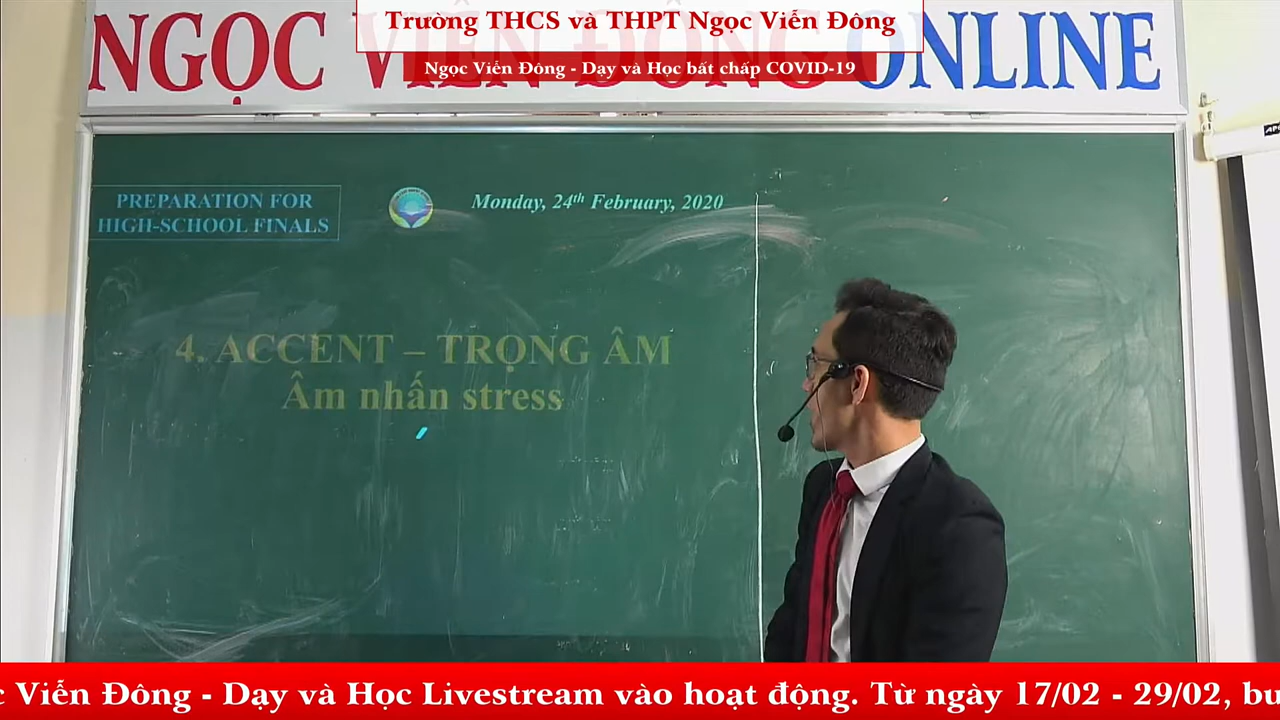 Trường THCS và THPT Ngọc Viễn Đông
NGỌC VIỄN ĐÔNG ONLINE
Ngọc Viễn Đông - Dạy và Học bất chấp COVID-19
PREPARATION FOR
HIGH-SCHOOL FINALS
Monday, 24th February, 2020
4. ACCENT – TRỌNG ÂM
Âm nhấn stress
c Viễn Đông - Dạy và Học Livestream vào hoạt động. Từ ngày 17/02 - 29/02, bu